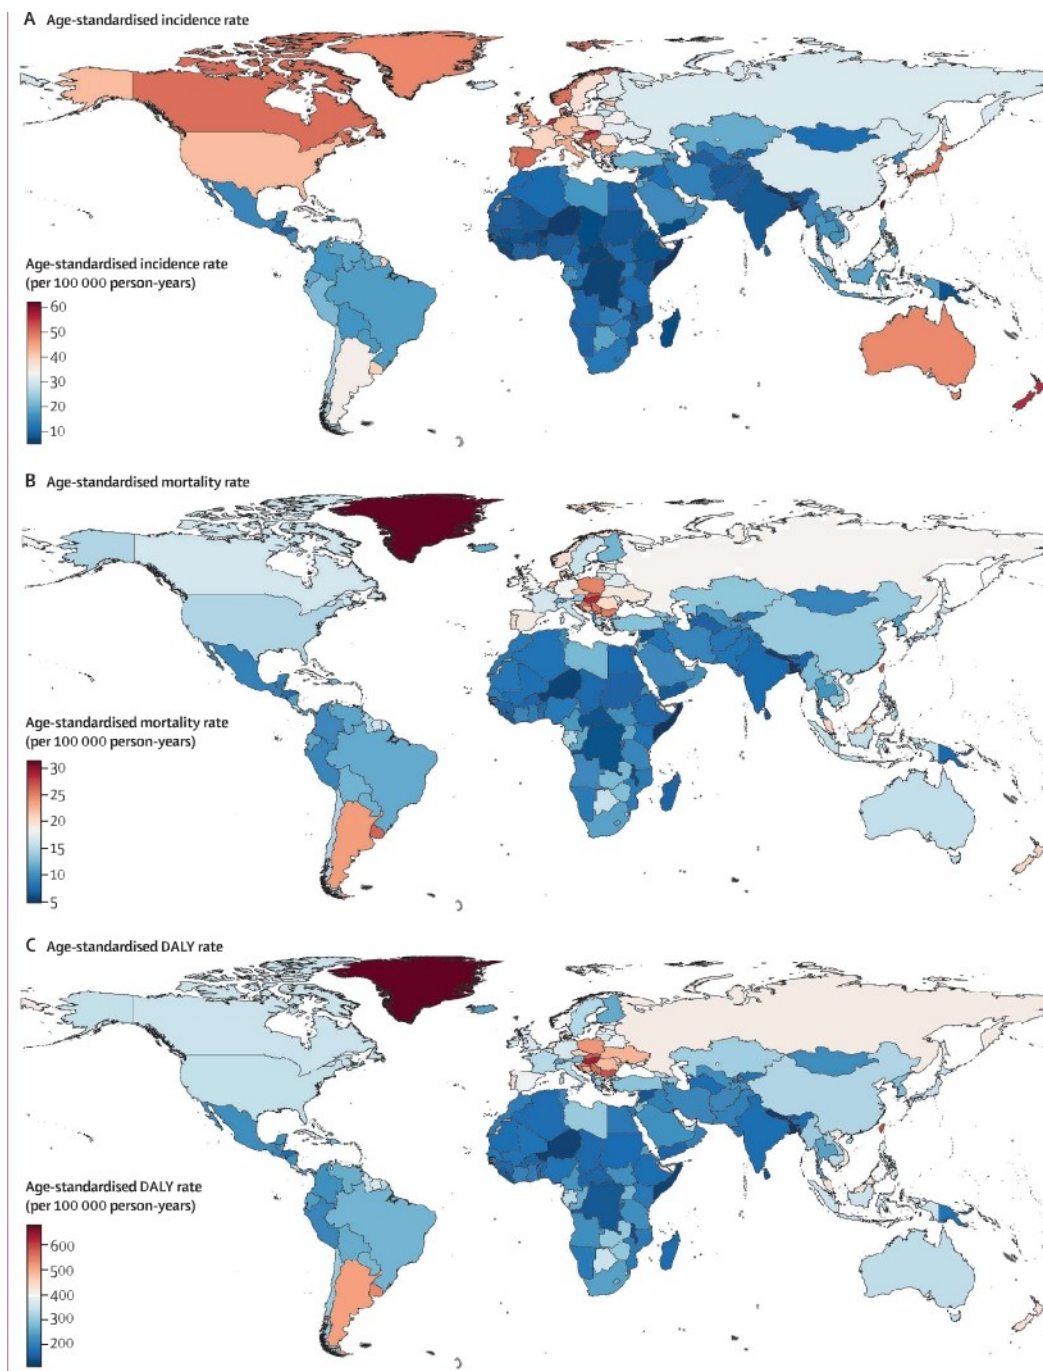 A Age-standardised incidence rate
Age-standardised incidence rate
(per 100 000 person-years)
60
50
40
30
20
10
B Age-standardised mortality rate
Age-standardised mortality rate
(per 100 000 person-years)
30
25
20
15
10
5
C Age-standardised DALY rate
Age-standardised DALY rate
(per 100 000 person-years)
600
500
400
300
200